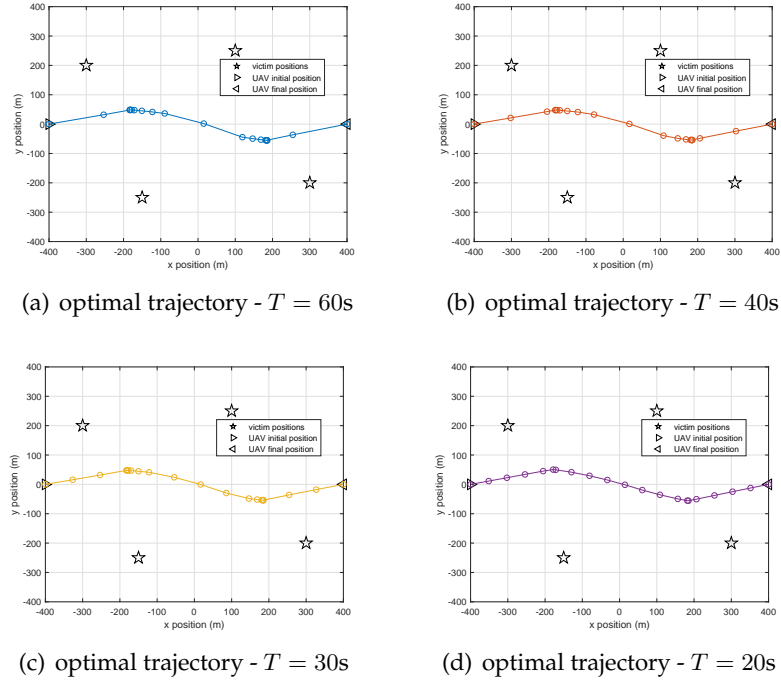 400
300
200
100
0
-100
-200
-300
-400
y position (m)
victim positions
UAV initial position
UAV final position
-400 -300 -200 -100 0 100 200 300 400
x position (m)
(a) optimal trajectory - T = 60s
400
300
200
100
0
-100
-200
-300
-400
y position (m)
victim positions
UAV initial position
UAV final position
-400 -300 -200 -100 0 100 200 300 400
x position (m)
(b) optimal trajectory - T = 40s
400
300
200
100
0
-100
-200
-300
-400
y position (m)
victim positions
UAV initial position
UAV final position
-400 -300 -200 -100 0 100 200 300 400
x position (m)
(c) optimal trajectory - T = 30s
400
300
200
100
0
-100
-200
-300
-400
y position (m)
victim positions
UAV initial position
UAV final position
-400 -300 -200 -100 0 100 200 300 400
x position (m)
(d) optimal trajectory - T = 20s